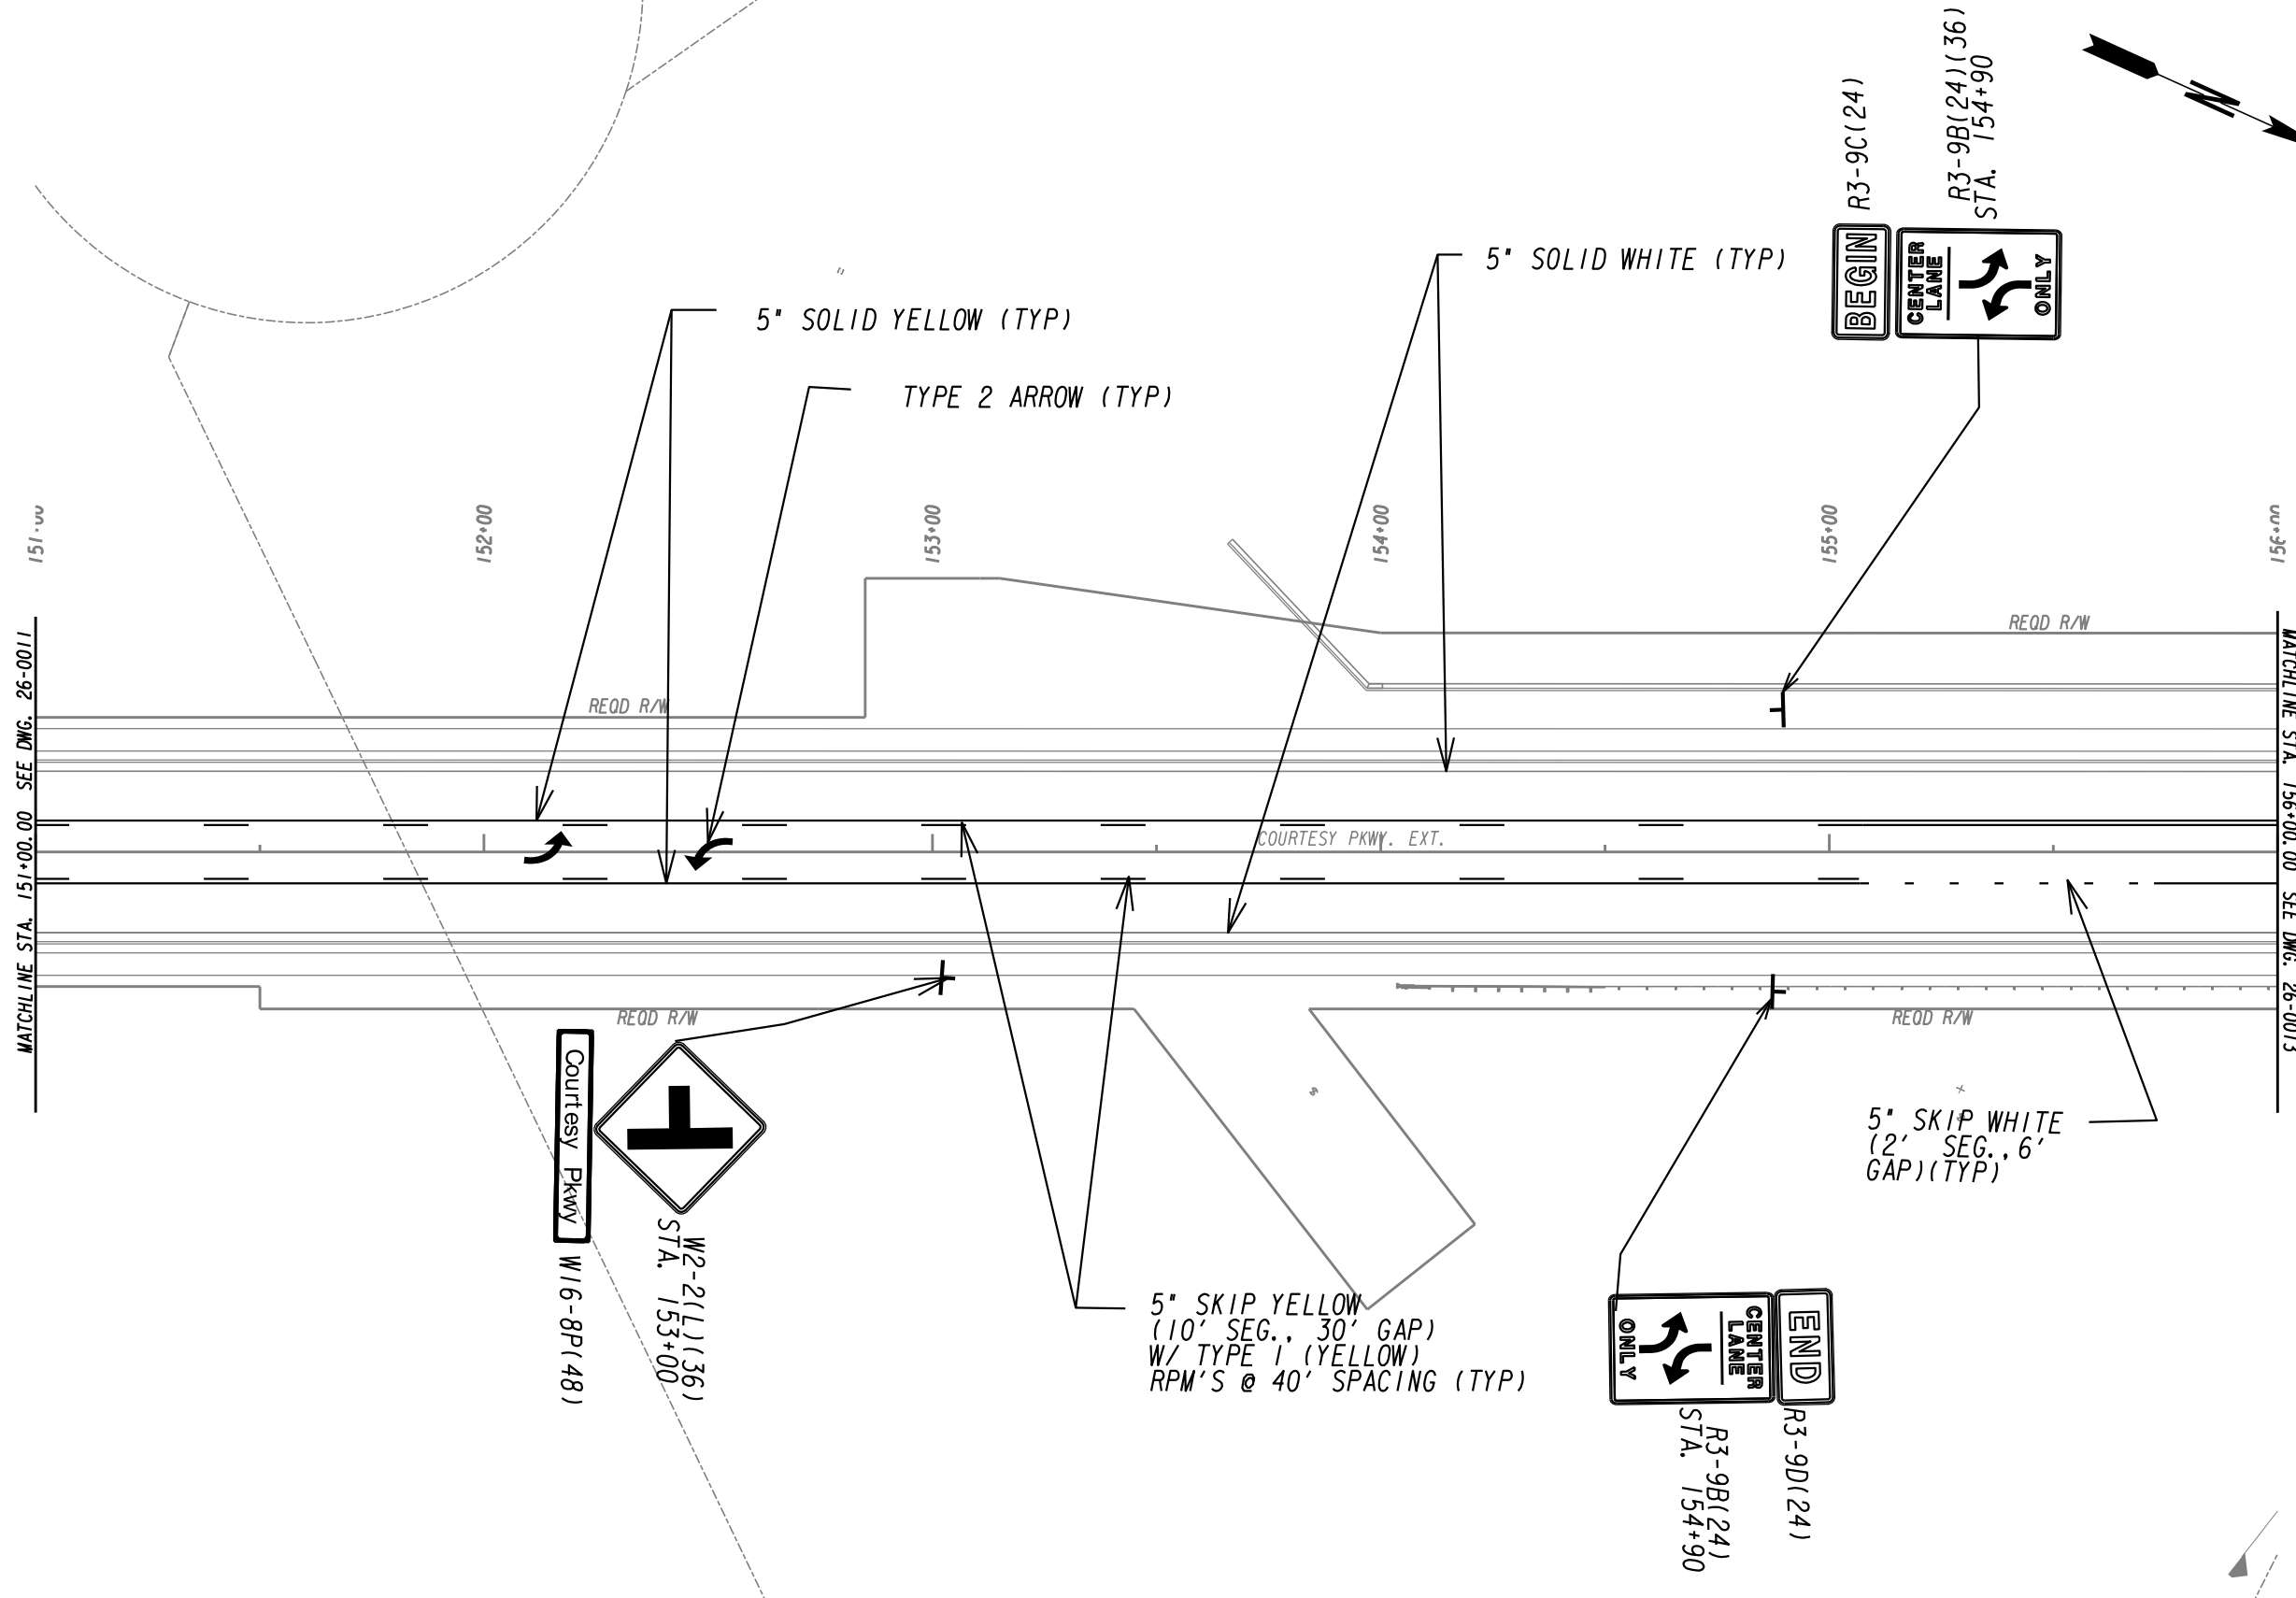 R3-9C(24)
R3-9B(24)(36)
STA. 154+90
N
BEGIN
CENTER
LANE
ONLY
5" SOLID WHITE (TYP)
5" SOLID YELLOW (TYP)
TYPE 2 ARROW (TYP)
151+00
152+00
153+00
154+00
155+00
156+00
REQD R/W
REQD R/W
MATCHLINE STA. 151+00.00 SEE DWG. 26-0011
MATCHLINE STA. 156+00.00 SEE DWG. 26-0013
COURTESY PKWY. EXT.
REQD R/W
REQD R/W
Courtesy Pkwy
W16-8P(48)
W2-2(L)(36)
STA. 153+00
5" SKIP WHITE
(2' SEG., 6'
GAP)(TYP)
5" SKIP YELLOW
(10' SEG., 30' GAP)
W/ TYPE 1 (YELLOW)
RPM'S @ 40' SPACING (TYP)
END
CENTER
LANE
ONLY
R3-9D(24)
R3-9B(24)
STA. 154+90